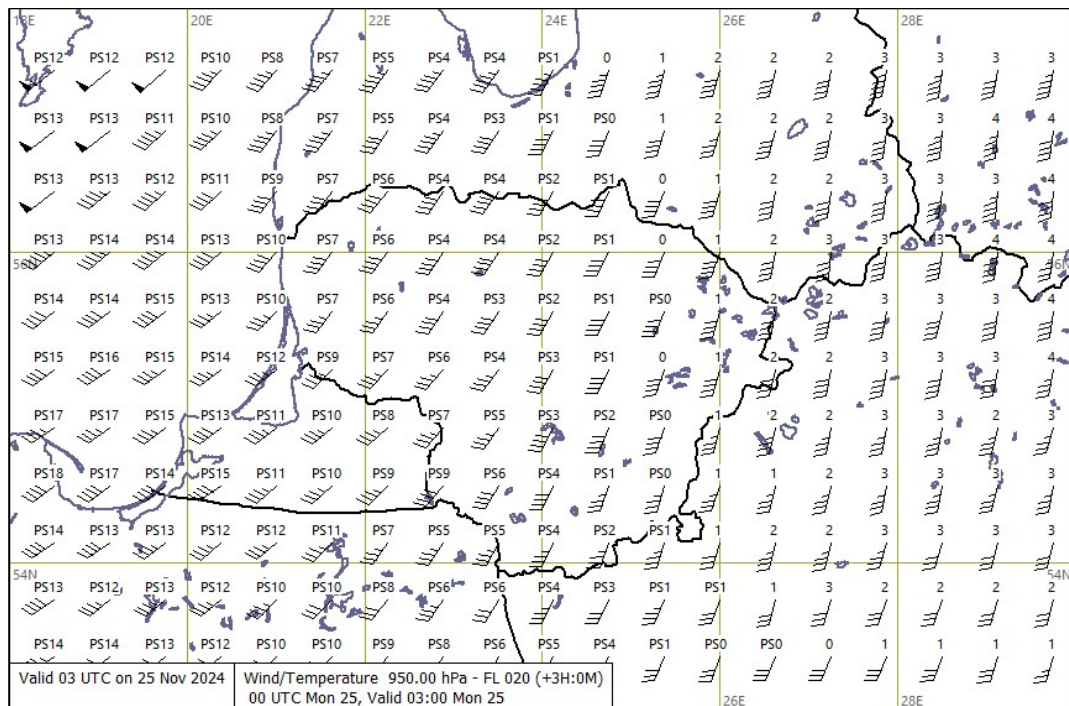 18E 20E 22E 24E 26E 28E
PS12 PS12 PS12 PS10 PS8 PS7 PS5 PS4 PS4 PS1 0 1 2 2 2 3 3 3 3
PS13 PS13 PS11 PS10 PS8 PS7 PS5 PS4 PS3 PS1 PS0 1 2 2 2 3 3 4 4
PS13 PS13 PS12 PS11 PS9 PS7 PS6 PS4 PS4 PS2 PS1 0 1 2 2 3 3 3 4
PS13 PS14 PS14 PS13 PS10 PS7 PS6 PS4 PS4 PS2 PS1 0 1 2 3 3 3 4 4
56N 56N
PS14 PS14 PS15 PS13 PS10 PS7 PS6 PS4 PS3 PS2 PS1 PS0 1 2 2 3 3 3 4
PS15 PS16 PS15 PS14 PS12 PS9 PS7 PS6 PS4 PS3 PS1 0 1 2 2 3 3 3 4
PS17 PS17 PS15 PS13 PS11 PS10 PS8 PS7 PS5 PS3 PS2 PS0 1 2 2 3 3 2 3
PS18 PS17 PS14 PS15 PS11 PS10 PS9 PS9 PS6 PS4 PS1 PS0 1 1 2 3 3 3 3
PS14 PS13 PS13 PS12 PS12 PS11 PS7 PS5 PS5 PS4 PS2 PS1 1 2 2 3 3 3 3
54N 54N
PS13 PS12 PS13 PS12 PS10 PS10 PS8 PS6 PS6 PS4 PS3 PS1 PS1 1 3 2 2 2 2
PS14 PS14 PS13 PS12 PS10 PS10 PS9 PS8 PS6 PS5 PS4 PS1 PS0 PS0 0 1 1 1 1
Valid 03 UTC on 25 Nov 2024
Wind/Temperature 950.00 hPa - FL 020 (+3H:0M)
00 UTC Mon 25, Valid 03:00 Mon 25
26E 28E